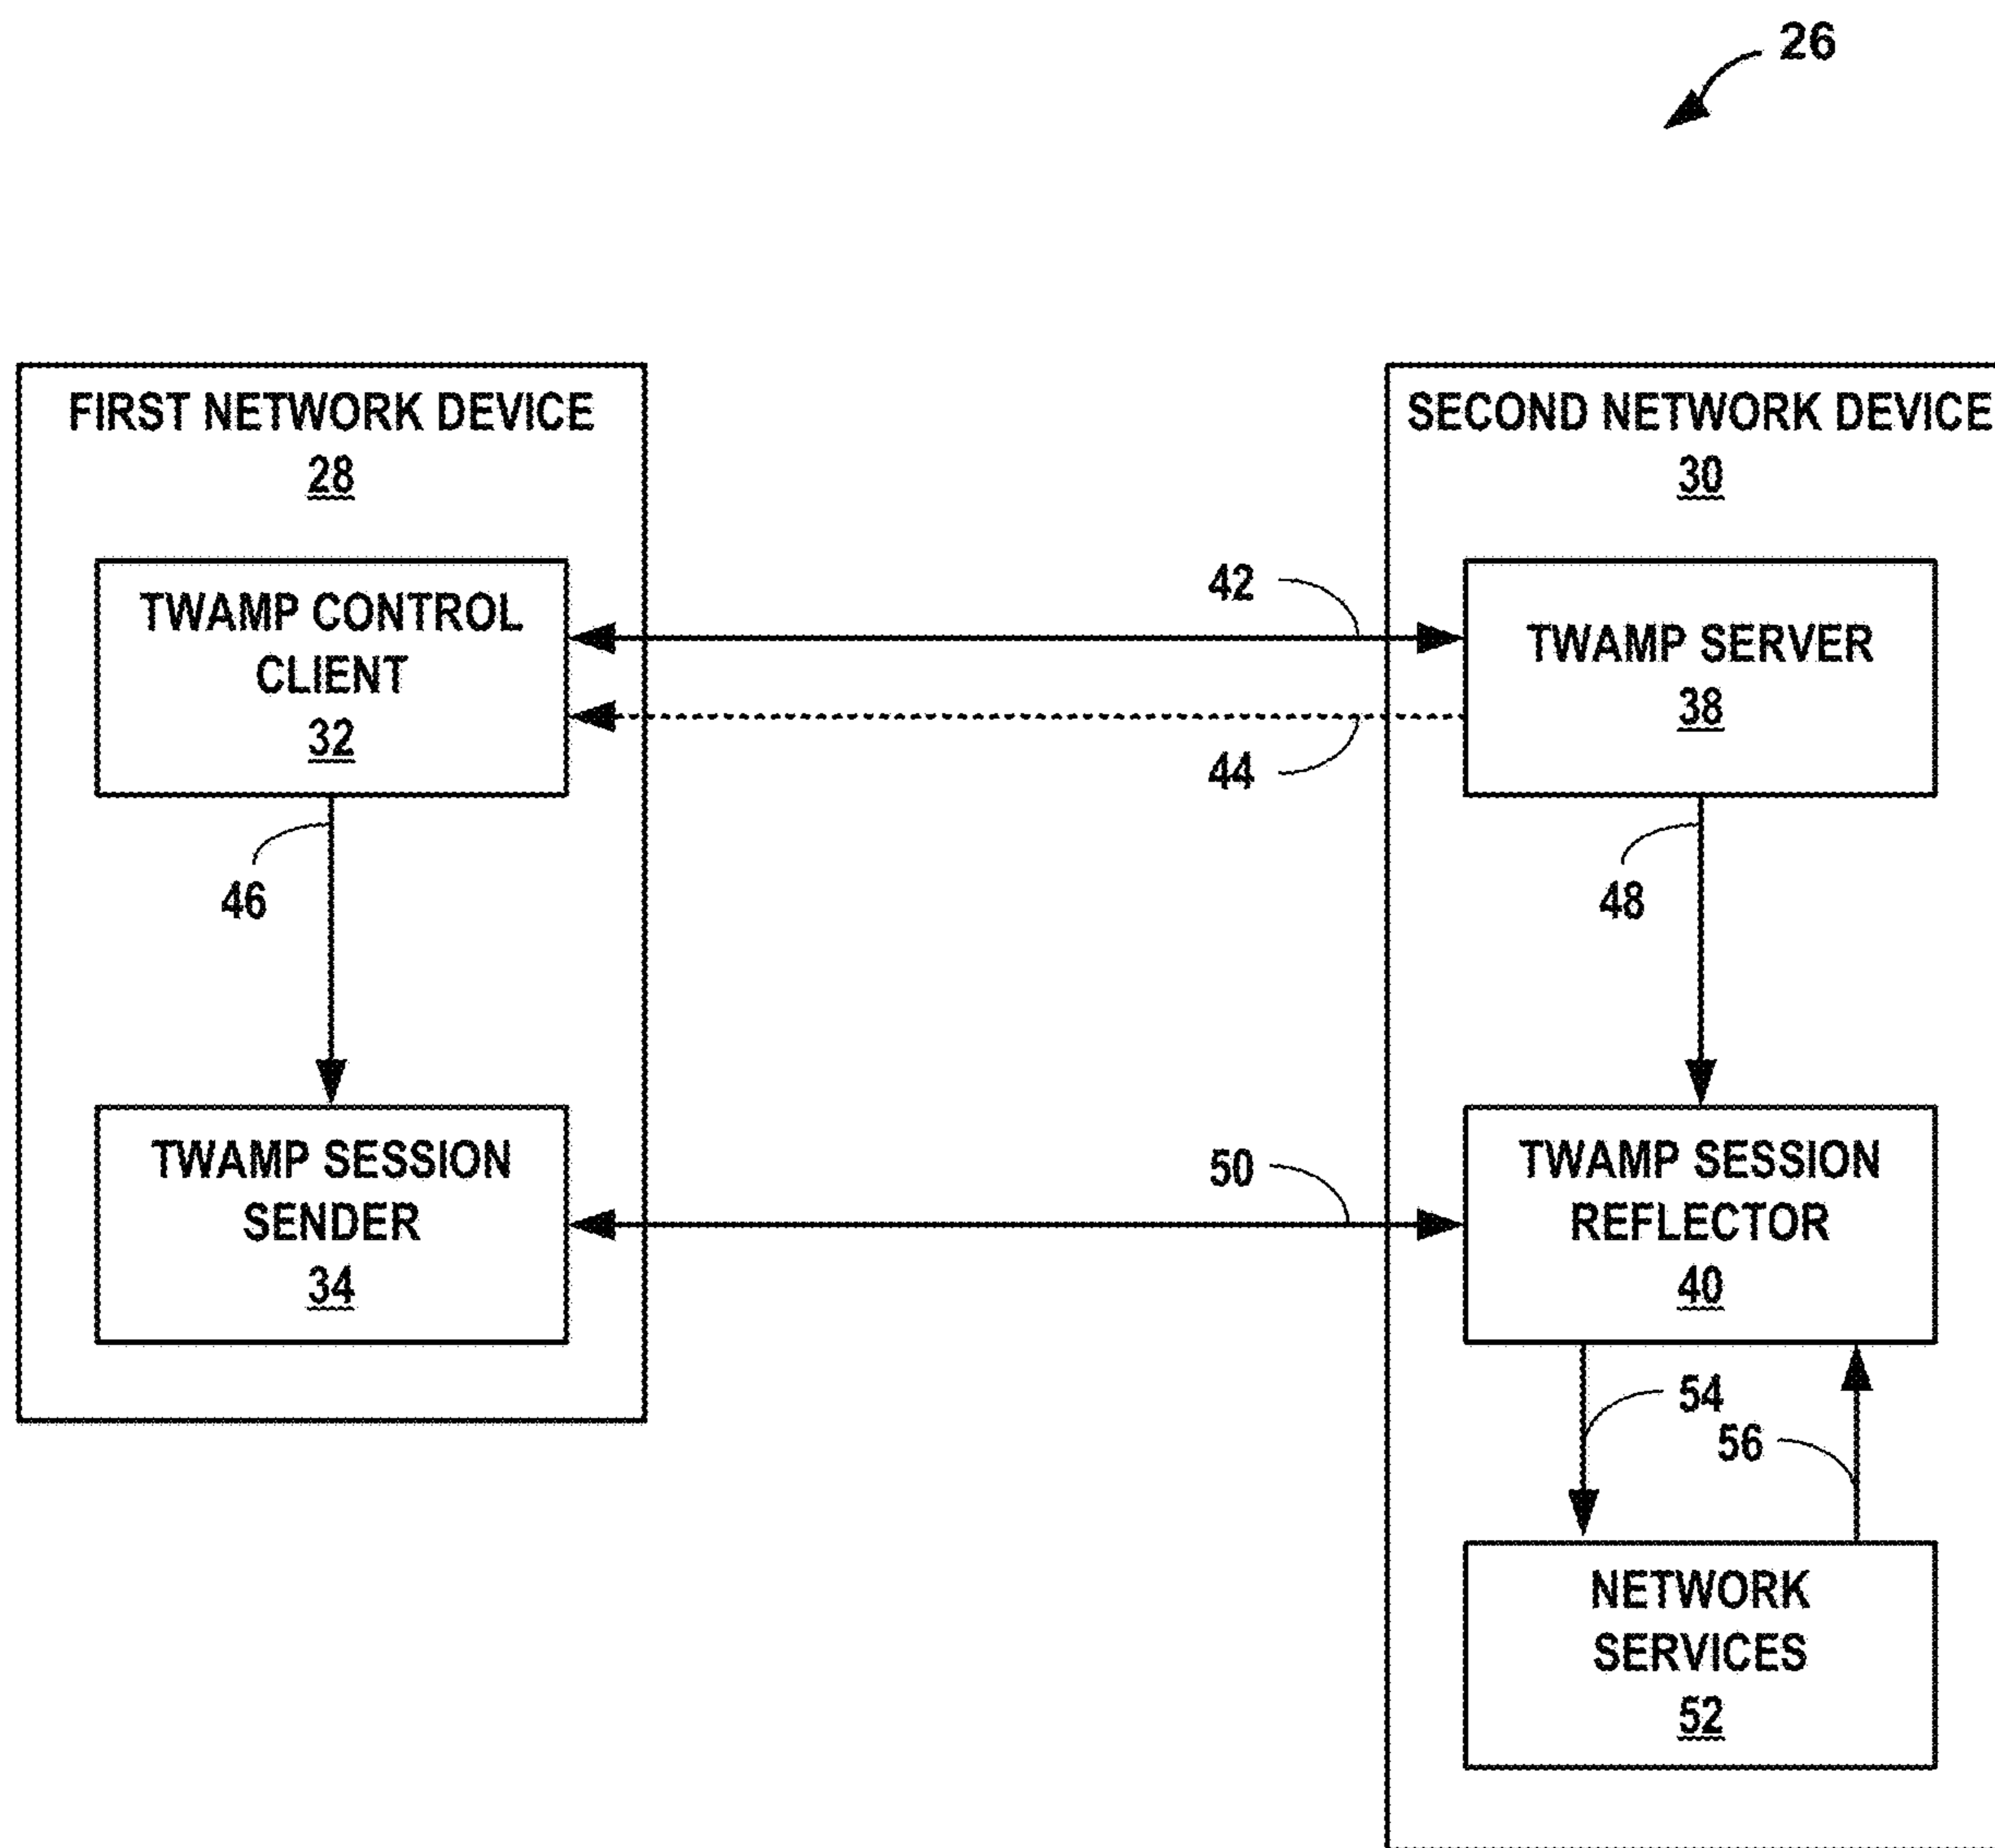 26
FIRST NETWORK DEVICE
28
SECOND NETWORK DEVICE
30
TWAMP CONTROL
CLIENT
32
42
44
TWAMP SERVER
38
46
48
TWAMP SESSION
SENDER
34
50
TWAMP SESSION
REFLECTOR
40
54
56
NETWORK
SERVICES
52